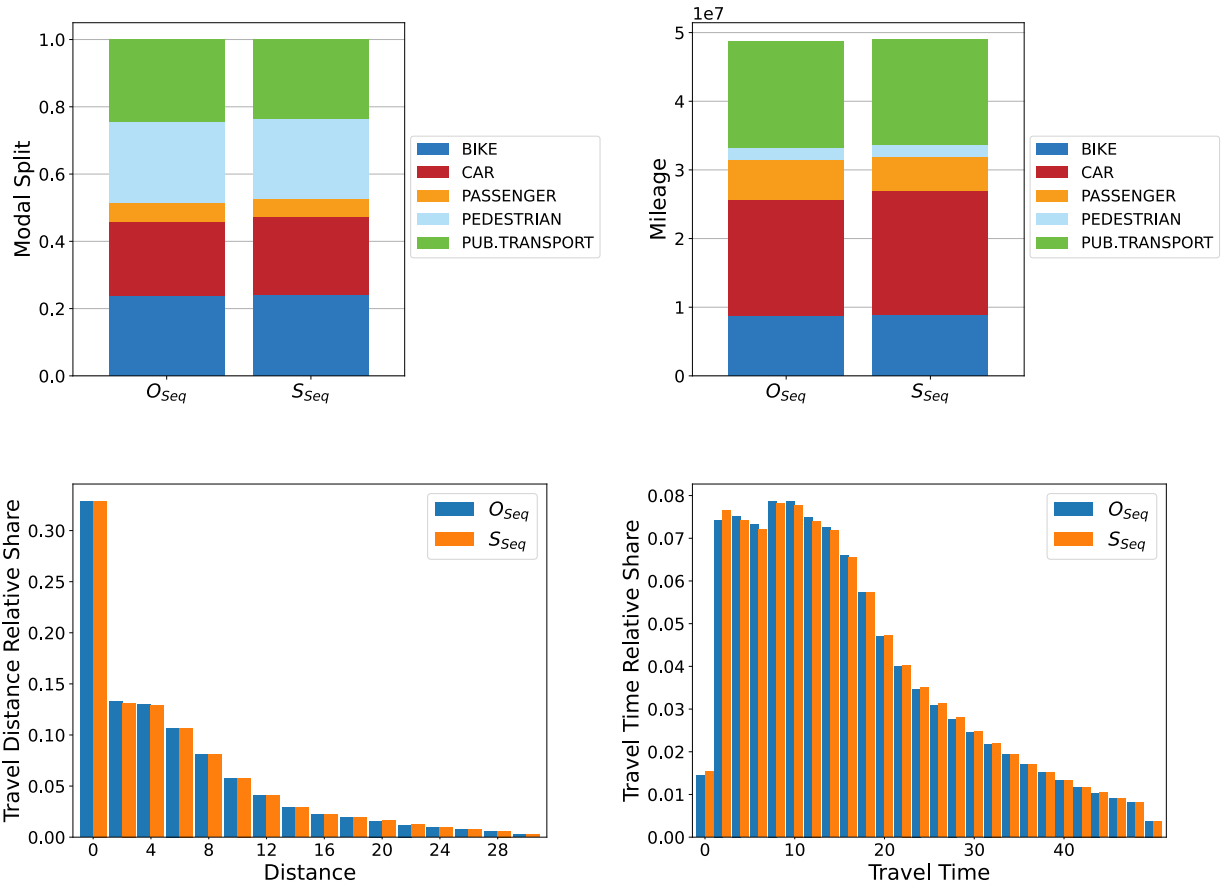 Modal Split
1.0
0.8
0.6
0.4
0.2
0.0
O_Seq S_Seq
BIKE
CAR
PASSENGER
PEDESTRIAN
PUB.TRANSPORT
1e7
Mileage
5
4
3
2
1
0
O_Seq S_Seq
BIKE
CAR
PASSENGER
PEDESTRIAN
PUB.TRANSPORT
Travel Distance Relative Share
0.30
0.25
0.20
0.15
0.10
0.05
0.00
0 4 8 12 16 20 24 28
Distance
O_Seq
S_Seq
Travel Time Relative Share
0.08
0.07
0.06
0.05
0.04
0.03
0.02
0.01
0.00
0 10 20 30 40
Travel Time
O_Seq
S_Seq